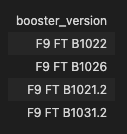 booster_version
F9 FT B1022
F9 FT B1026
F9 FT B1021.2
F9 FT B1031.2